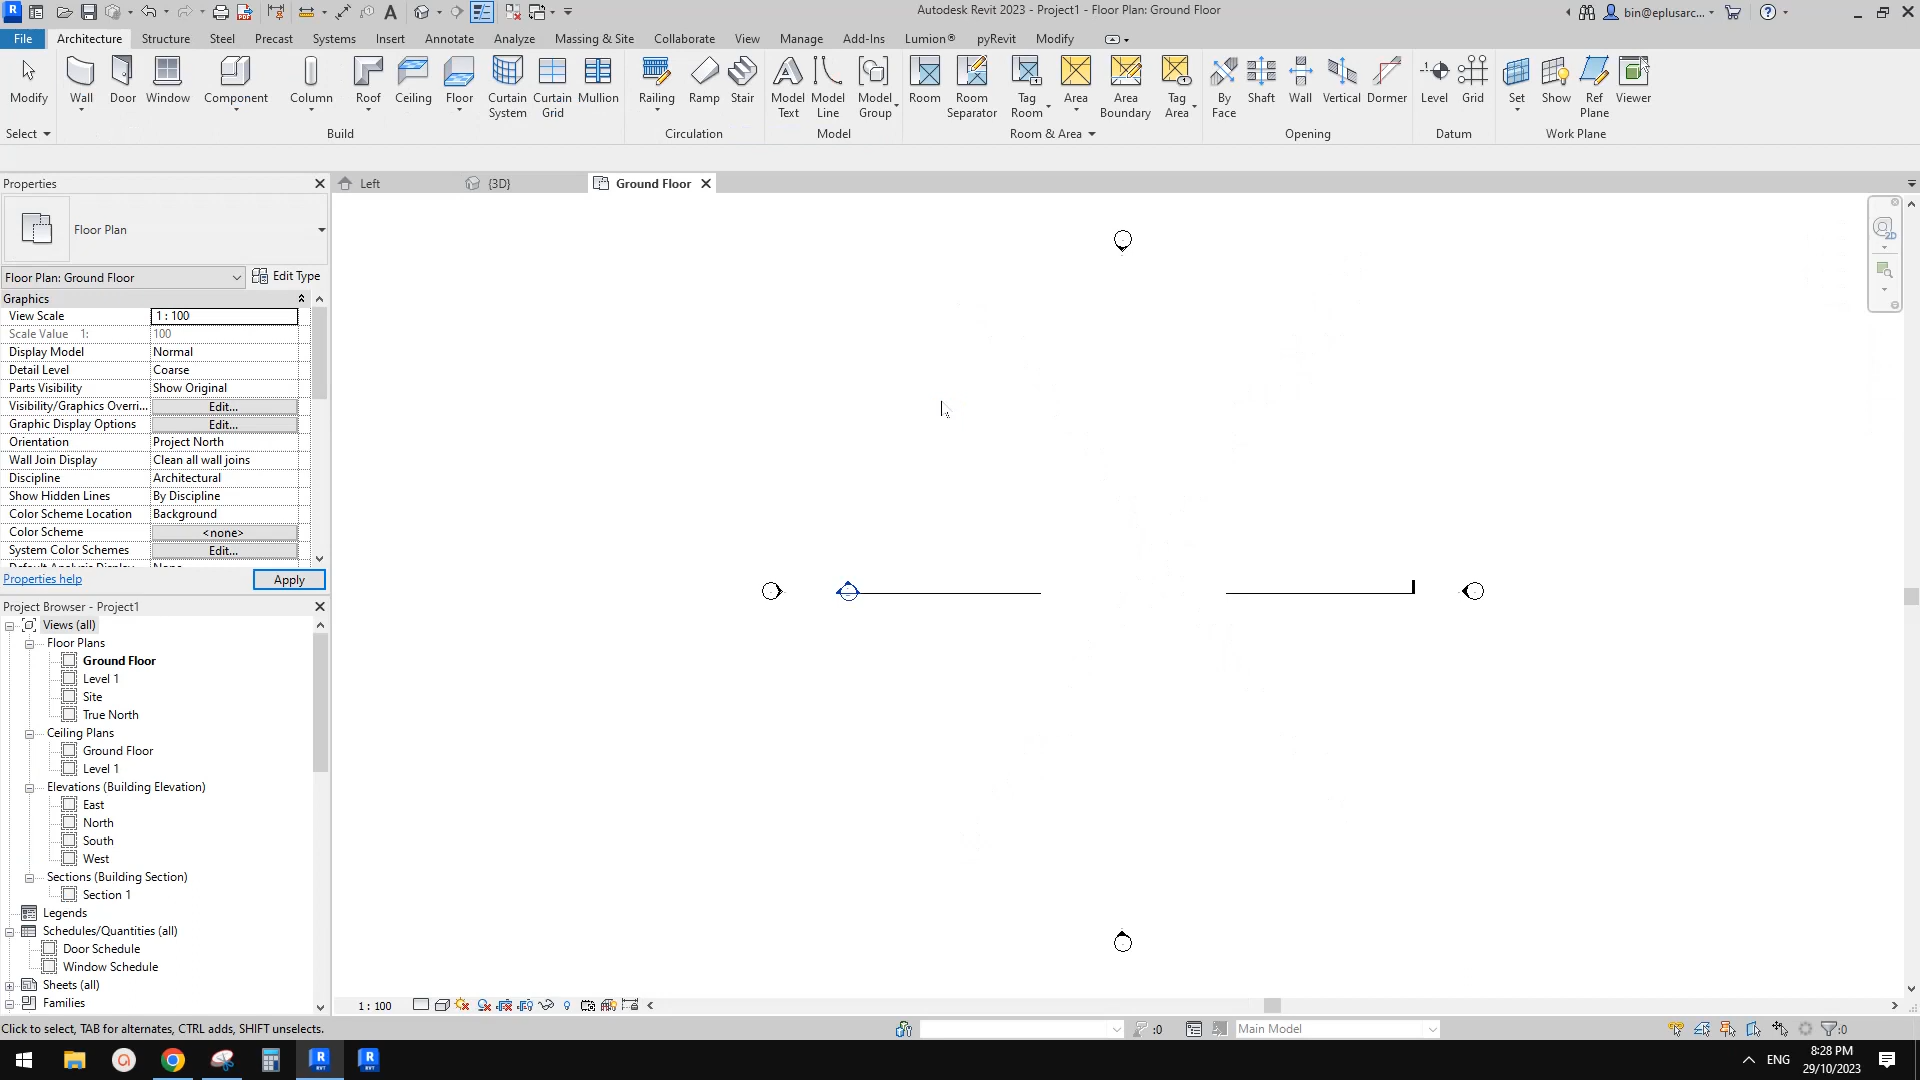 Autodesk Revit 2023 - Project1 - Floor Plan: Ground Floor
bin@eplusarc...
File Architecture Structure Steel Precast Systems Insert Annotate Analyze Massing & Site Collaborate View Manage Add-Ins Lumion® pyRevit Modify
Modify Wall Door Window Component Column Roof Ceiling Floor Curtain System Curtain Grid Mullion Railing Ramp Stair Model Text Model Line Model Group Room Room Separator Tag Room Area Area Boundary Tag Area By Face Shaft Wall Vertical Dormer Level Grid Set Show Ref Plane Viewer
Select Build Circulation Model Room & Area Opening Datum Work Plane
Properties
Left {3D} Ground Floor
Floor Plan
Floor Plan: Ground Floor Edit Type
Graphics
View Scale 1 : 100
Scale Value 1: 100
Display Model Normal
Detail Level Coarse
Parts Visibility Show Original
Visibility/Graphics Overri... Edit...
Graphic Display Options Edit...
Orientation Project North
Wall Join Display Clean all wall joins
Discipline Architectural
Show Hidden Lines By Discipline
Color Scheme Location Background
Color Scheme <none>
System Color Schemes Edit...
Properties help Apply
Project Browser - Project1
Views (all)
Floor Plans
Ground Floor
Level 1
Site
True North
Ceiling Plans
Ground Floor
Level 1
Elevations (Building Elevation)
East
North
South
West
Sections (Building Section)
Section 1
Legends
Schedules/Quantities (all)
Door Schedule
Window Schedule
Sheets (all)
Families
1 : 100
Click to select, TAB for alternates, CTRL adds, SHIFT unselects.
:0
Main Model
:0
ENG
8:28 PM
29/10/2023